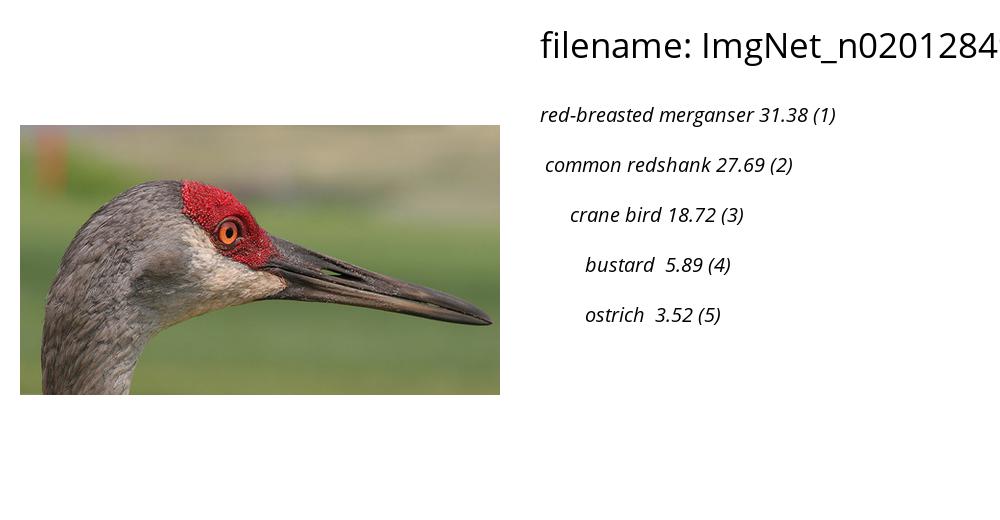 filename: ImgNet_n0201284
red-breasted merganser 31.38 (1)
common redshank 27.69 (2)
crane bird 18.72 (3)
bustard 5.89 (4)
ostrich 3.52 (5)